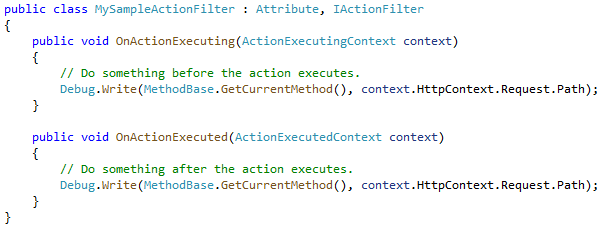 public class MySampleActionFilter : Attribute, IActionFilter
{
    public void OnActionExecuting(ActionExecutingContext context)
    {
        // Do something before the action executes.
        Debug.Write(MethodBase.GetCurrentMethod(), context.HttpContext.Request.Path);
    }

    public void OnActionExecuted(ActionExecutedContext context)
    {
        // Do something after the action executes.
        Debug.Write(MethodBase.GetCurrentMethod(), context.HttpContext.Request.Path);
    }
}